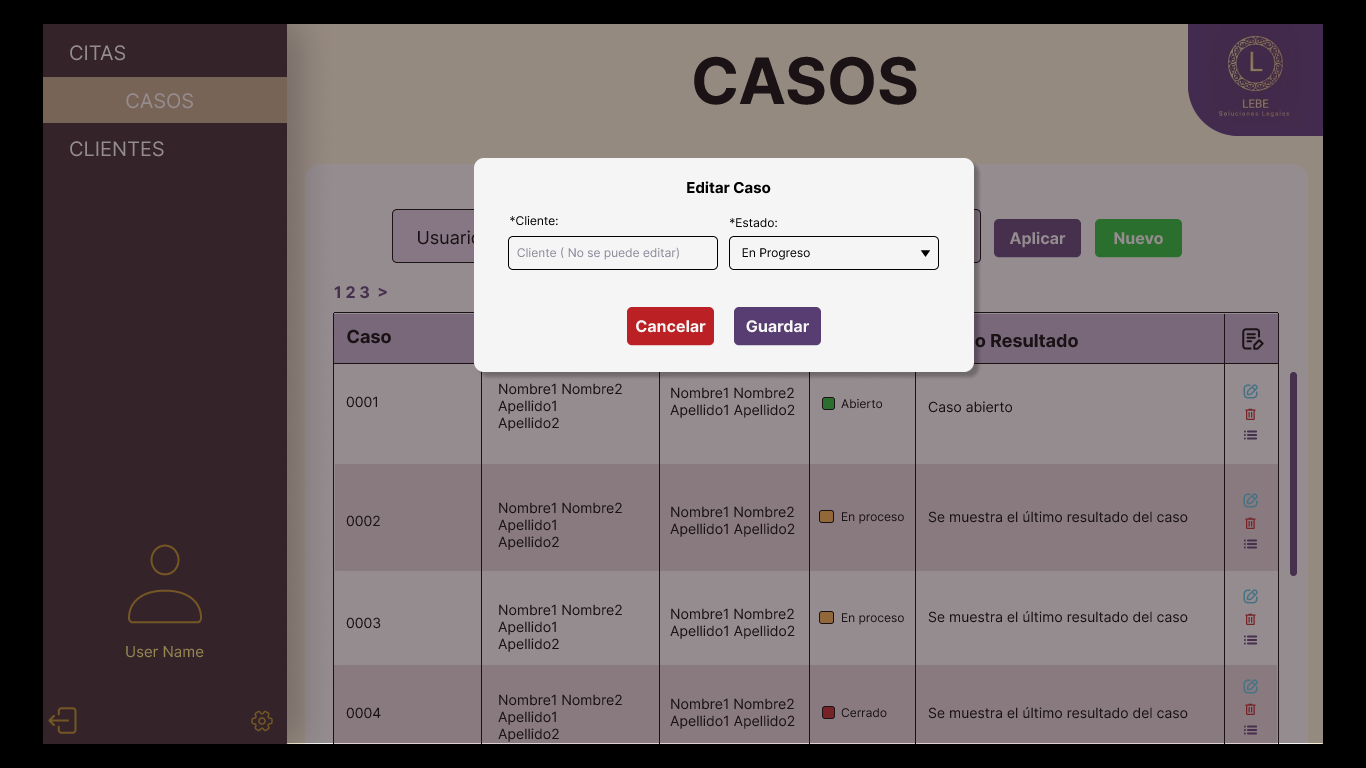 CITAS
CASOS
CLIENTES
User Name
CASOS
L
LEBE
Soluciones Legales
Editar Caso
*Cliente:
*Estado:
Cliente ( No se puede editar)
En Progreso
Cancelar
Guardar
Aplicar
Nuevo
1 2 3 >
Caso
Resultado
0001
Nombre1 Nombre2
Apellido1
Apellido2
Nombre1 Nombre2
Apellido1 Apellido2
Abierto
Caso abierto
0002
Nombre1 Nombre2
Apellido1
Apellido2
Nombre1 Nombre2
Apellido1 Apellido2
En proceso
Se muestra el último resultado del caso
0003
Nombre1 Nombre2
Apellido1
Apellido2
Nombre1 Nombre2
Apellido1 Apellido2
En proceso
Se muestra el último resultado del caso
0004
Nombre1 Nombre2
Apellido1
Apellido2
Nombre1 Nombre2
Apellido1 Apellido2
Cerrado
Se muestra el último resultado del caso